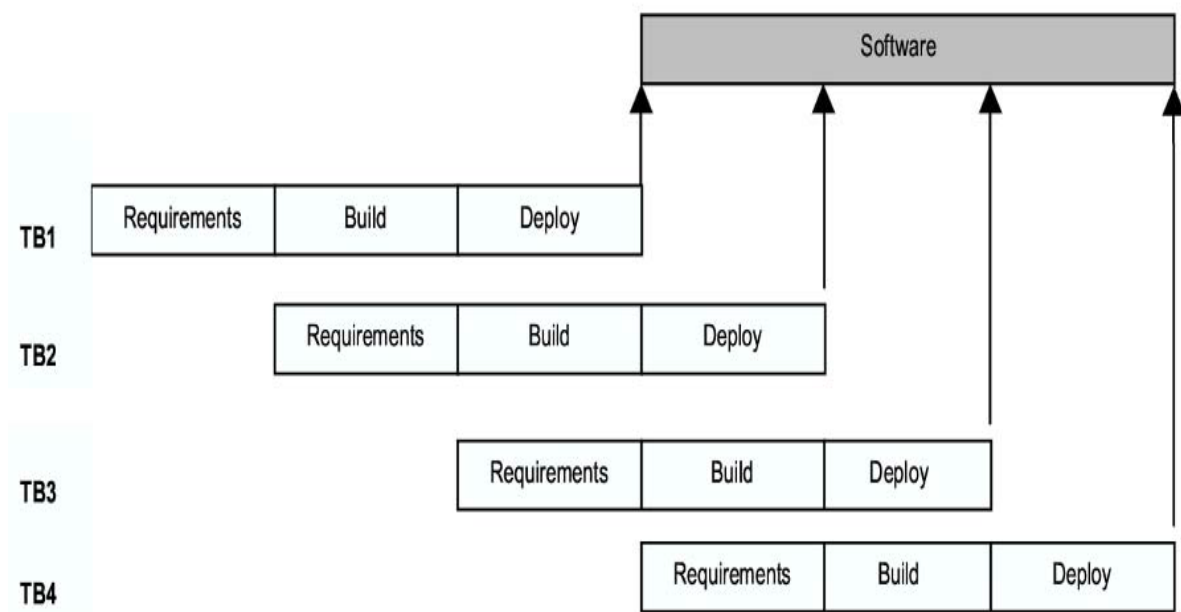 Software
TB1 Requirements Build Deploy
TB2 Requirements Build Deploy
TB3 Requirements Build Deploy
TB4 Requirements Build Deploy